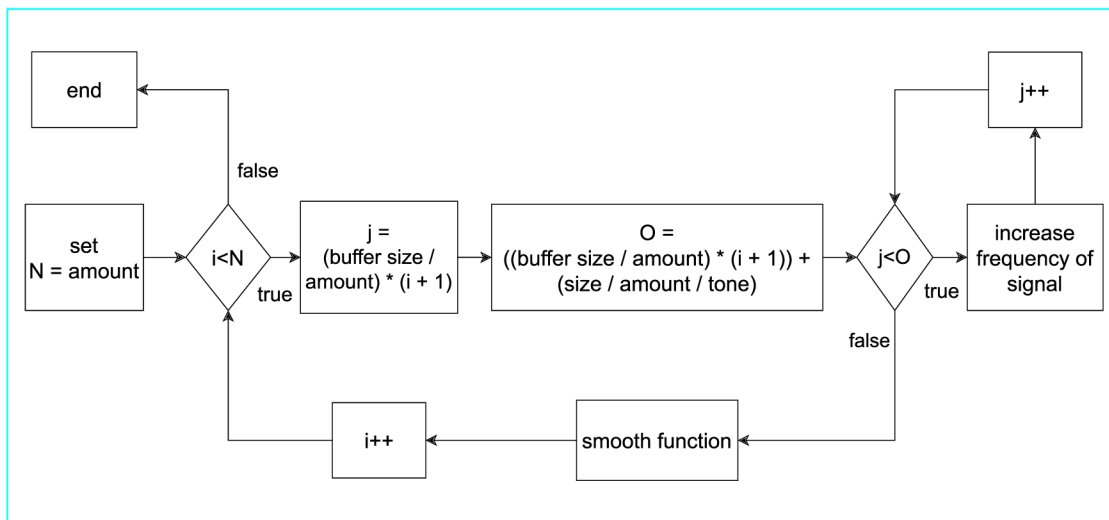 end
j++
false
set
N = amount
i<N
true
j =
(buffer size /
amount) * (i + 1)
O =
((buffer size / amount) * (i + 1)) +
(size / amount / tone)
j<O
true
increase
frequency of
signal
false
i++
smooth function